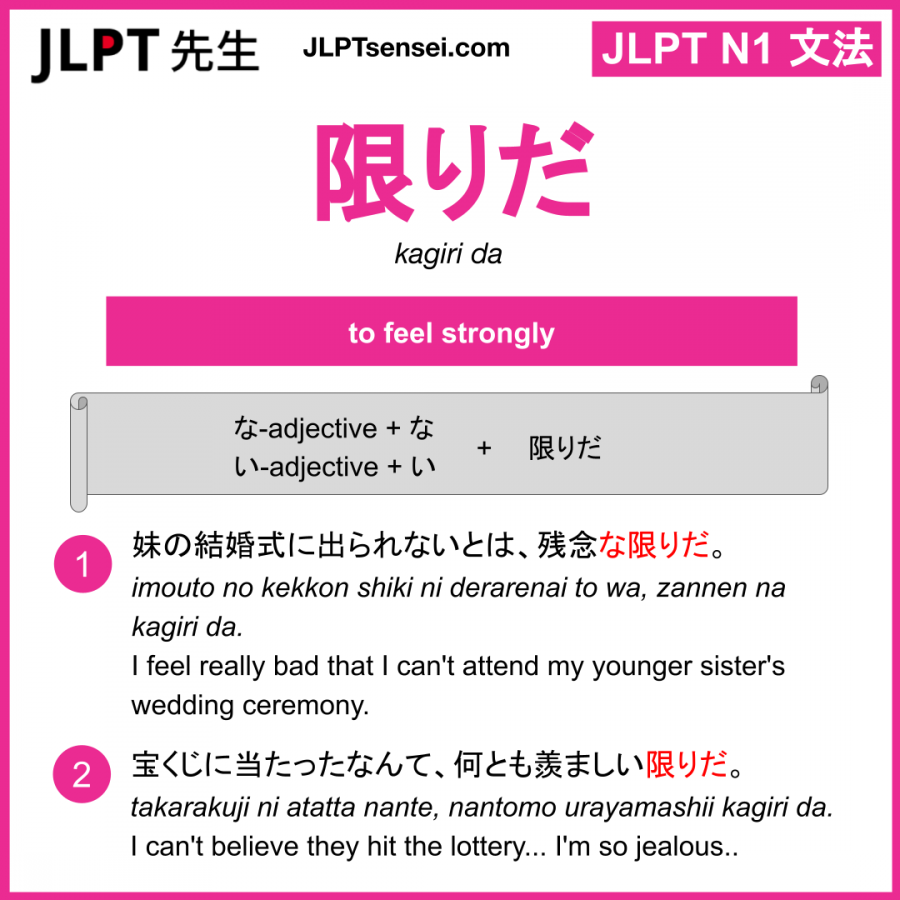 JLPT 先生
JLPTsensei.com
JLPT N1 文法
限りだ
kagiri da
to feel strongly
な-adjective + な
い-adjective + い
+ 限りだ
1
妹の結婚式に出られないとは、残念な限りだ。
imouto no kekkon shiki ni derarenai to wa, zannen na
kagiri da.
I feel really bad that I can't attend my younger sister's
wedding ceremony.
2
宝くじに当たったなんて、何とも羨ましい限りだ。
takarakuji ni atatta nante, nantomo urayamashii kagiri da.
I can't believe they hit the lottery... I'm so jealous..